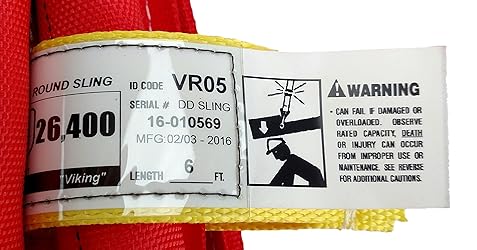 ROUND SLING
26,400
"Viking"
ID CODE VR05
SERIAL # DD SLING
16-010569
MFG:02/03 - 2016
LENGTH 6 FT.
WARNING
- CAN FAIL IF DAMAGED OR
OVERLOADED. OBSERVE
RATED CAPACITY, DEATH
OR INJURY CAN OCCUR
FROM IMPROPER USE OR
MAINTENANCE. SEE REVERSE
FOR ADDITIONAL CAUTIONS.